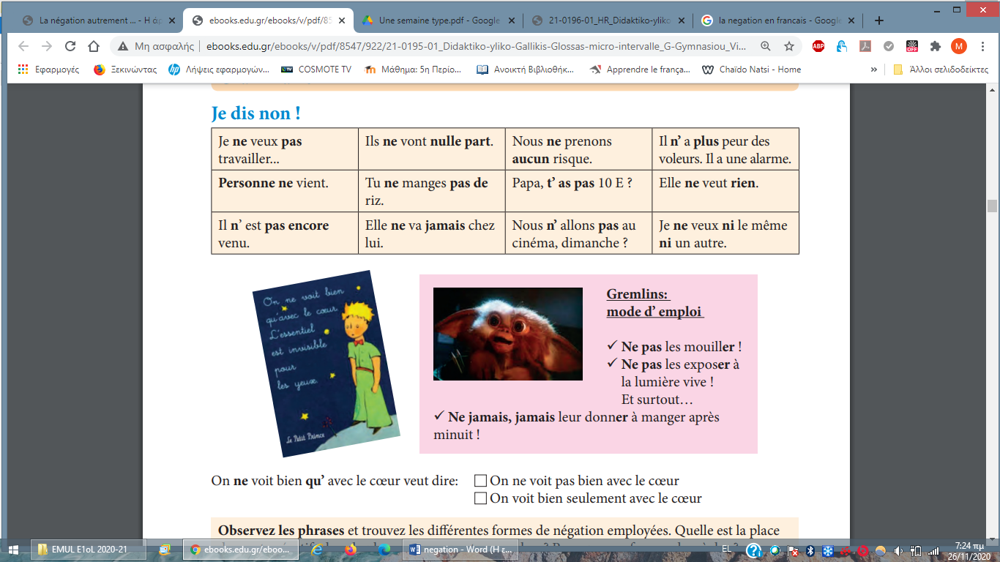 La négation autrement ... - Η άρ
ebooks.edu.gr/ebooks/v/pdf/85
Une semaine type.pdf - Google
21-0196-01_HR_Didaktiko-yliko
la negation en francais - Google
Μη ασφαλής
ebooks.edu.gr/ebooks/v/pdf/8547/922/21-0195-01_Didaktiko-yliko-Gallikis-Glossas-micro-intervalle_G-Gymnasiou_Vi...
ABP
OFF
M
Εφαρμογές
Ξεκινώντας
Λήψεις εφαρμογών...
COSMOTE TV
Μάθημα: 5η Περίο...
Ανοικτή Βιβλιοθήκ...
Apprendre le frança...
Chaïdo Natsi - Home
»
Άλλοι σελιδοδείκτες
Je dis non !
Je ne veux pas
travailler...
Ils ne vont nulle part.
Nous ne prenons
aucun risque.
Il n’ a plus peur des
voleurs. Il a une alarme.
Personne ne vient.
Tu ne manges pas de
riz.
Papa, t’ as pas 10 E ?
Elle ne veut rien.
Il n’ est pas encore
venu.
Elle ne va jamais chez
lui.
Nous n’ allons pas au
cinéma, dimanche ?
Je ne veux ni le même
ni un autre.
On ne voit bien
qu'avec le cœur
L'essentiel
est invisible
pour
les yeux
Le Petit Prince
Gremlins:
mode d’ emploi
✓ Ne pas les mouiller !
✓ Ne pas les exposer à
la lumière vive !
Et surtout…
✓ Ne jamais, jamais leur donner à manger après
minuit !
On ne voit bien qu’ avec le cœur veut dire:
On ne voit pas bien avec le cœur
On voit bien seulement avec le cœur
Observez les phrases et trouvez les différentes formes de négation employées. Quelle est la place
EMUL E1oL 2020-21
ebooks.edu.gr/eboo...
negation - Word (Η ε...
EL
7:24 πμ
26/11/2020